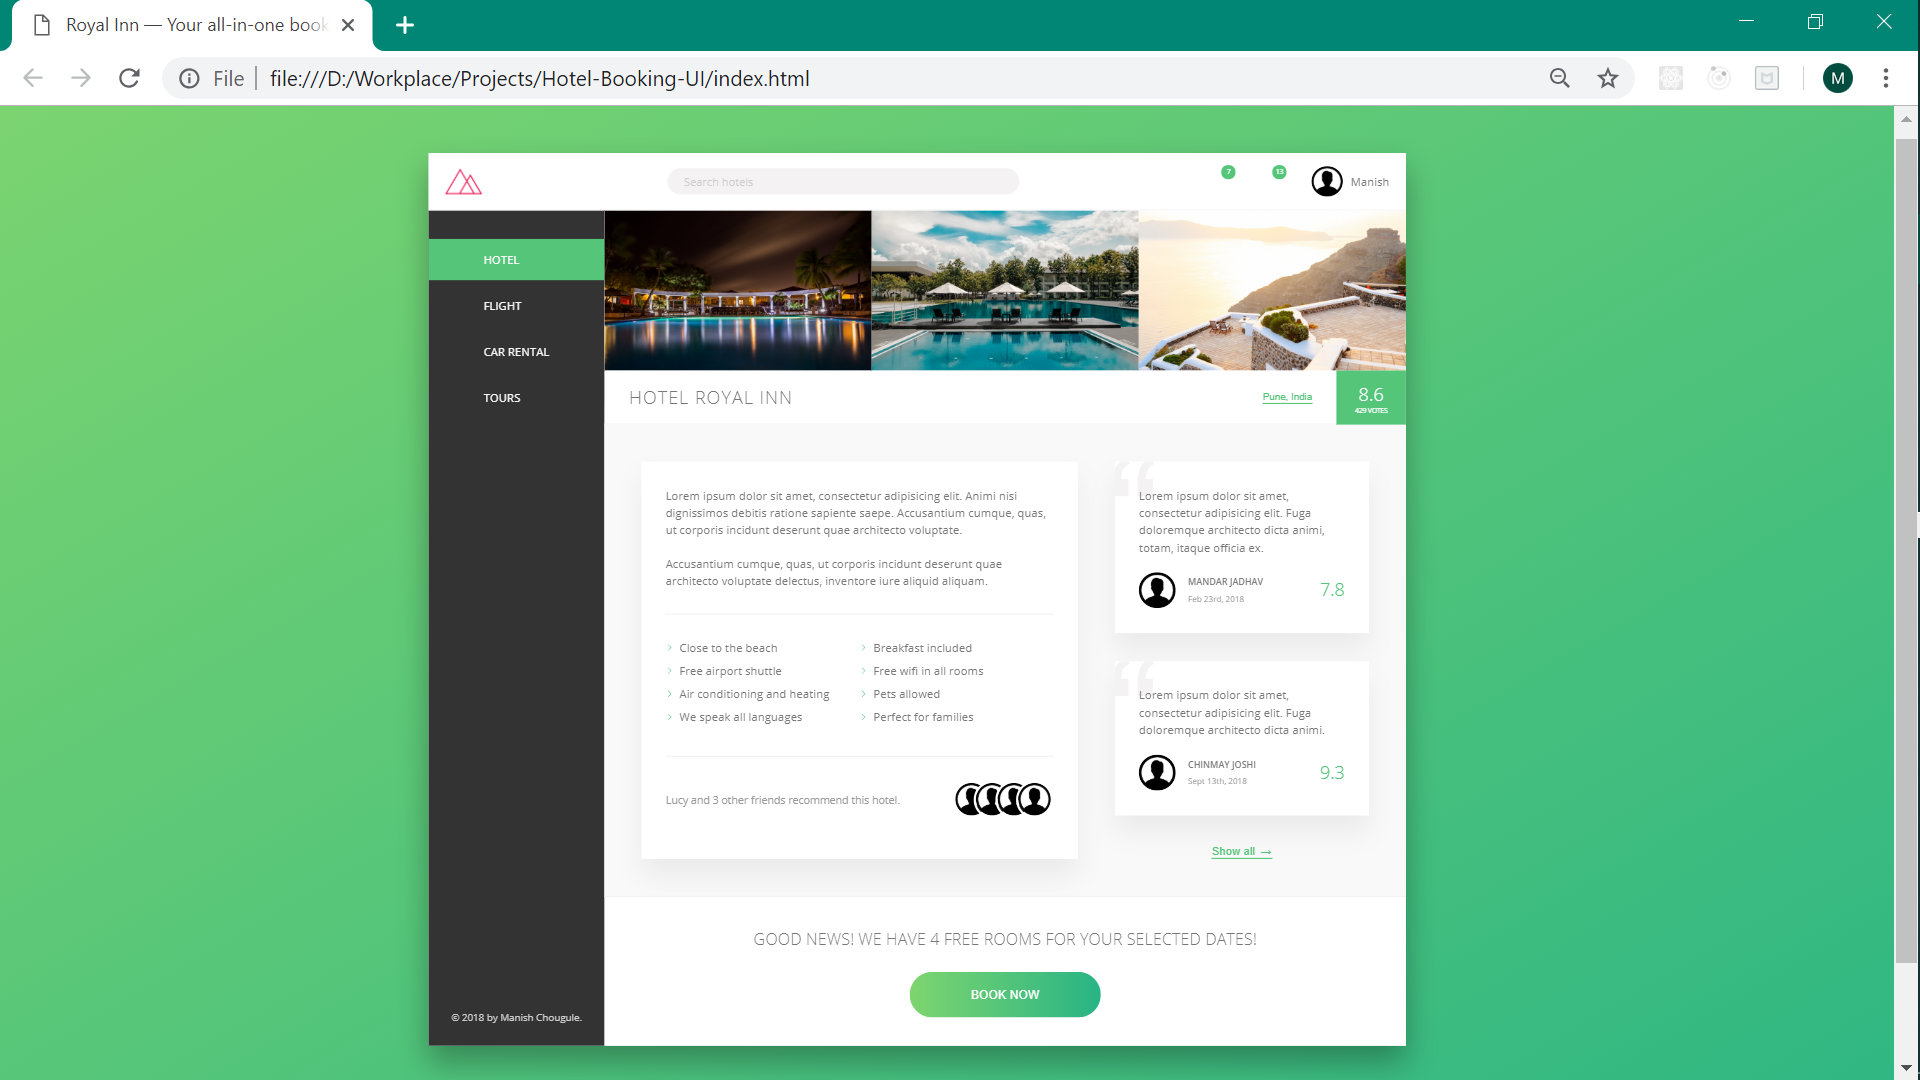 Royal Inn — Your all-in-one book
File
file:///D:/Workplace/Projects/Hotel-Booking-UI/index.html
M
Search hotels
7
13
Manish
HOTEL
FLIGHT
CAR RENTAL
TOURS
© 2018 by Manish Chougule.
HOTEL ROYAL INN
Pune, India
8.6
429 VOTES
Lorem ipsum dolor sit amet, consectetur adipisicing elit. Animi nisi
dignissimos debitis ratione sapiente saepe. Accusantium cumque, quas,
ut corporis incidunt deserunt quae architecto voluptate.
Accusantium cumque, quas, ut corporis incidunt deserunt quae
architecto voluptate delectus, inventore iure aliquid aliquam.
Close to the beach
Breakfast included
Free airport shuttle
Free wifi in all rooms
Air conditioning and heating
Pets allowed
We speak all languages
Perfect for families
Lucy and 3 other friends recommend this hotel.
“
Lorem ipsum dolor sit amet,
consectetur adipisicing elit. Fuga
doloremque architecto dicta animi,
totam, itaque officia ex.
MANDAR JADHAV
Feb 23rd, 2018
7.8
“
Lorem ipsum dolor sit amet,
consectetur adipisicing elit. Fuga
doloremque architecto dicta animi.
CHINMAY JOSHI
Sept 13th, 2018
9.3
Show all →
GOOD NEWS! WE HAVE 4 FREE ROOMS FOR YOUR SELECTED DATES!
BOOK NOW